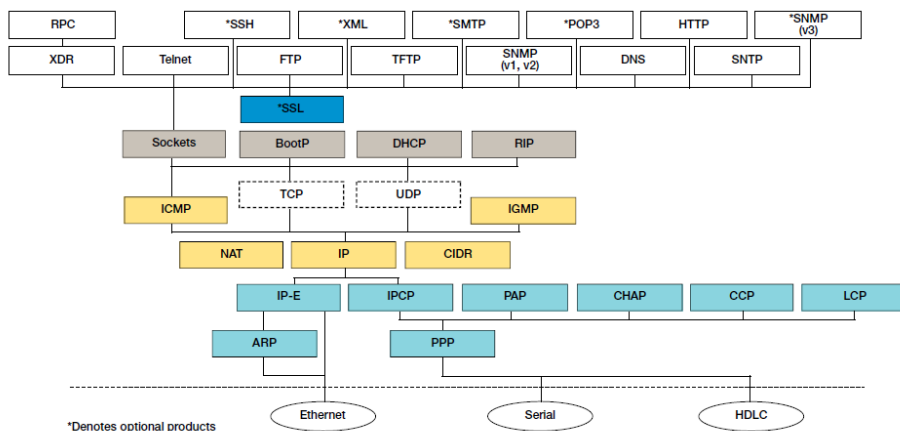 RPC
*SSH
*XML
*SMTP
*POP3
HTTP
*SNMP
(v3)
XDR
Telnet
FTP
TFTP
SNMP
(v1, v2)
DNS
SNTP
*SSL
Sockets
BootP
DHCP
RIP
TCP
UDP
ICMP
IGMP
NAT
IP
CIDR
IP-E
IPCP
PAP
CHAP
CCP
LCP
ARP
PPP
Ethernet
Serial
HDLC
*Denotes optional products